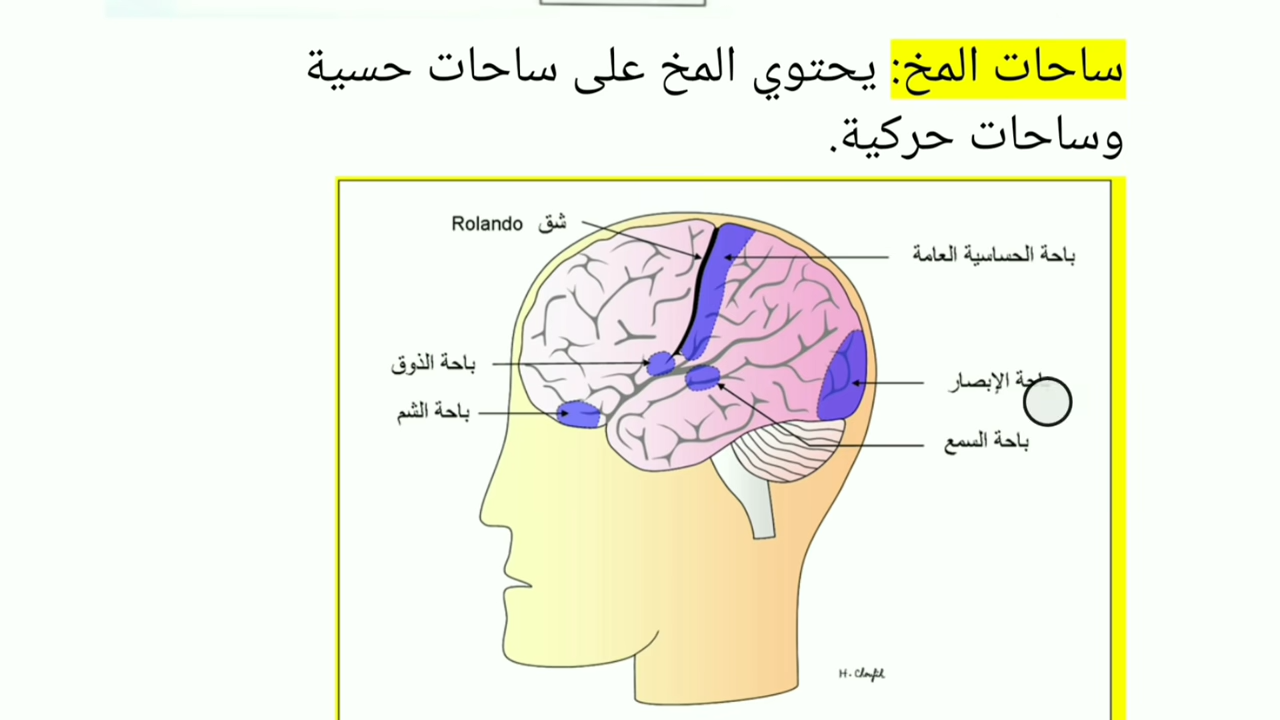 ساحات المخ: يحتوي المخ على ساحات حسية
وساحات حركية.
شق Rolando
باحة الحساسية العامة
باحة الذوق
الإبصار
باحة الشم
باحة السمع